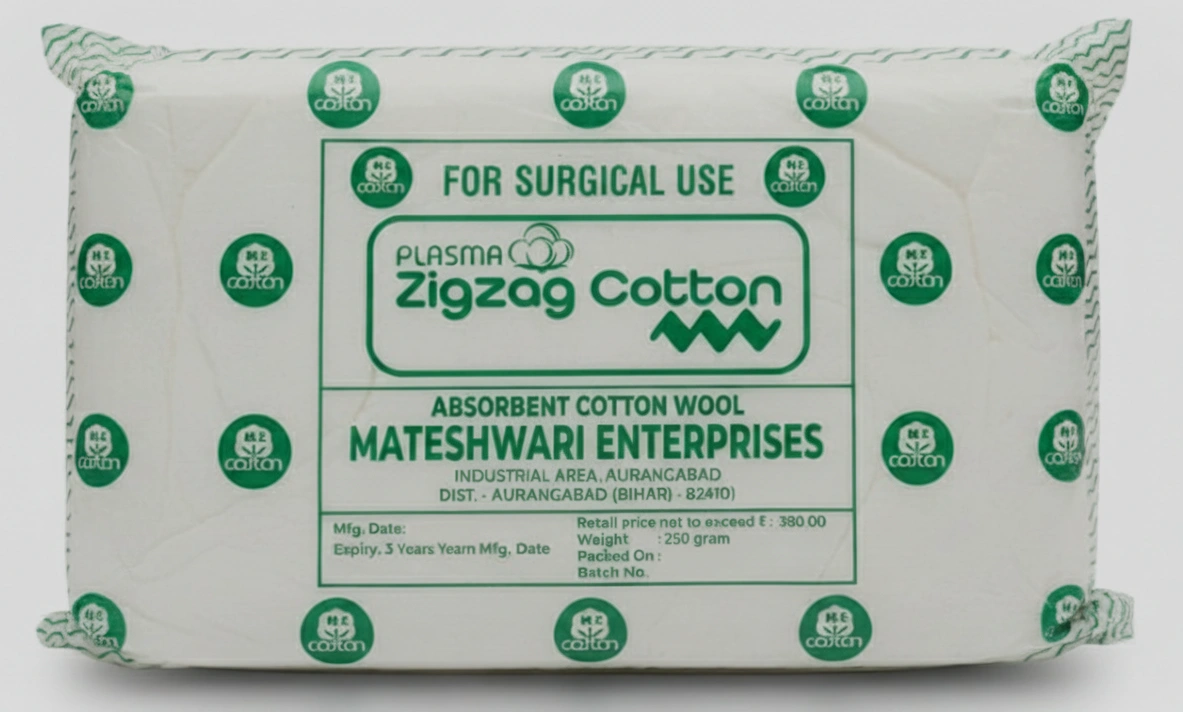 FOR SURGICAL USE
PLASMA
Zigzag Cotton
ABSORBENT COTTON WOOL
MATESHWARI ENTERPRISES
INDUSTRIAL AREA, AURANGABAD
DIST. - AURANGABAD (BIHAR) - 82410)
Mfg. Date:
Expiry. 3 Years Yearn Mfg. Date
Retail price not to exceed E : 380.00
Weight : 250 gram
Packed On :
Batch No.